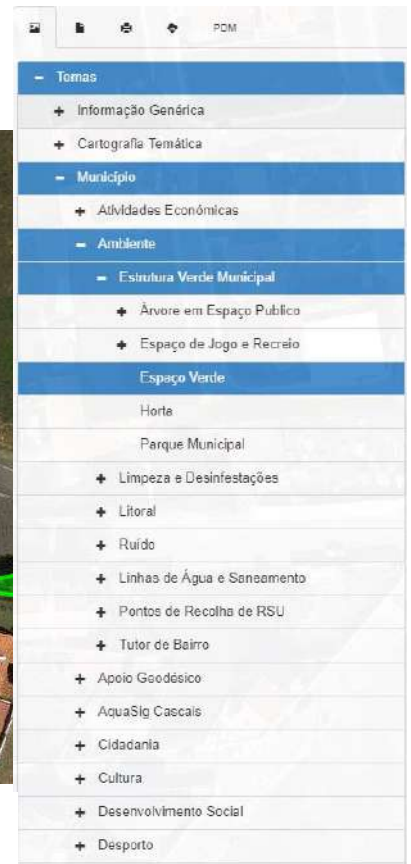 PDM
Temas
Informação Genérica
Cartografia Temática
Município
Atividades Económicas
Ambiente
Estrutura Verde Municipal
Árvore em Espaço Publico
Espaço de Jogo e Recreio
Espaço Verde
Horta
Parque Municipal
Limpeza e Desinfestações
Litoral
Ruído
Linhas de Água e Saneamento
Pontos de Recolha de RSU
Tutor de Bairro
Apoio Geodésico
AquaSig Cascais
Cidadania
Cultura
Desenvolvimento Social
Desporto